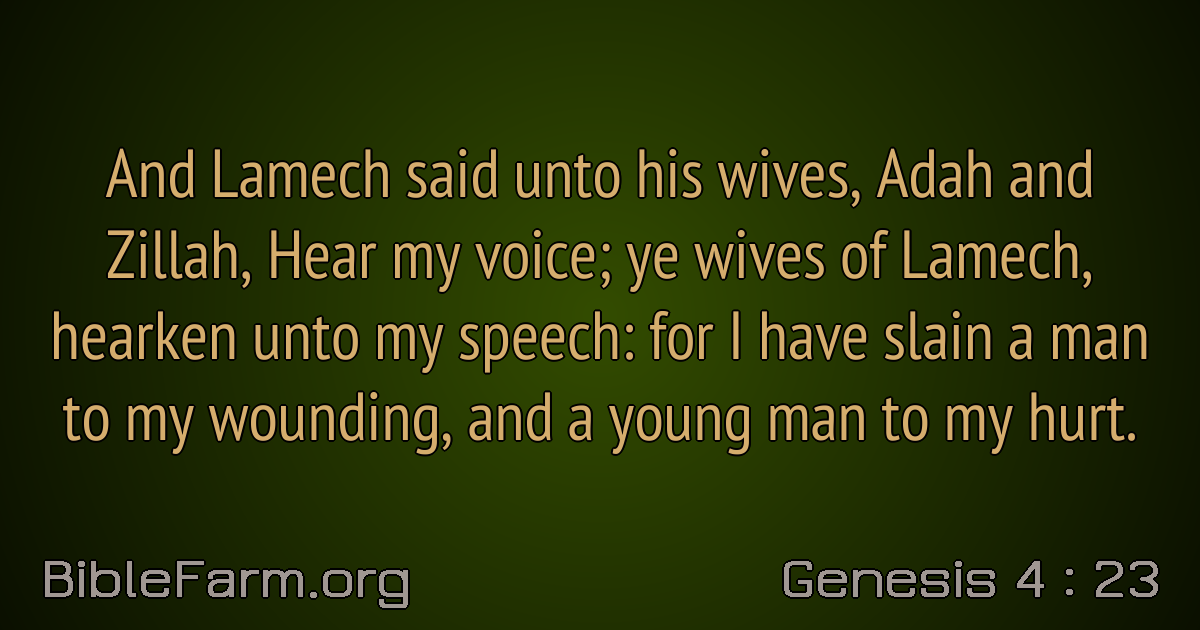 And Lamech said unto his wives, Adah and
Zillah, Hear my voice; ye wives of Lamech,
hearken unto my speech: for I have slain a man
to my wounding, and a young man to my hurt.
BibleFarm.org
Genesis 4 : 23